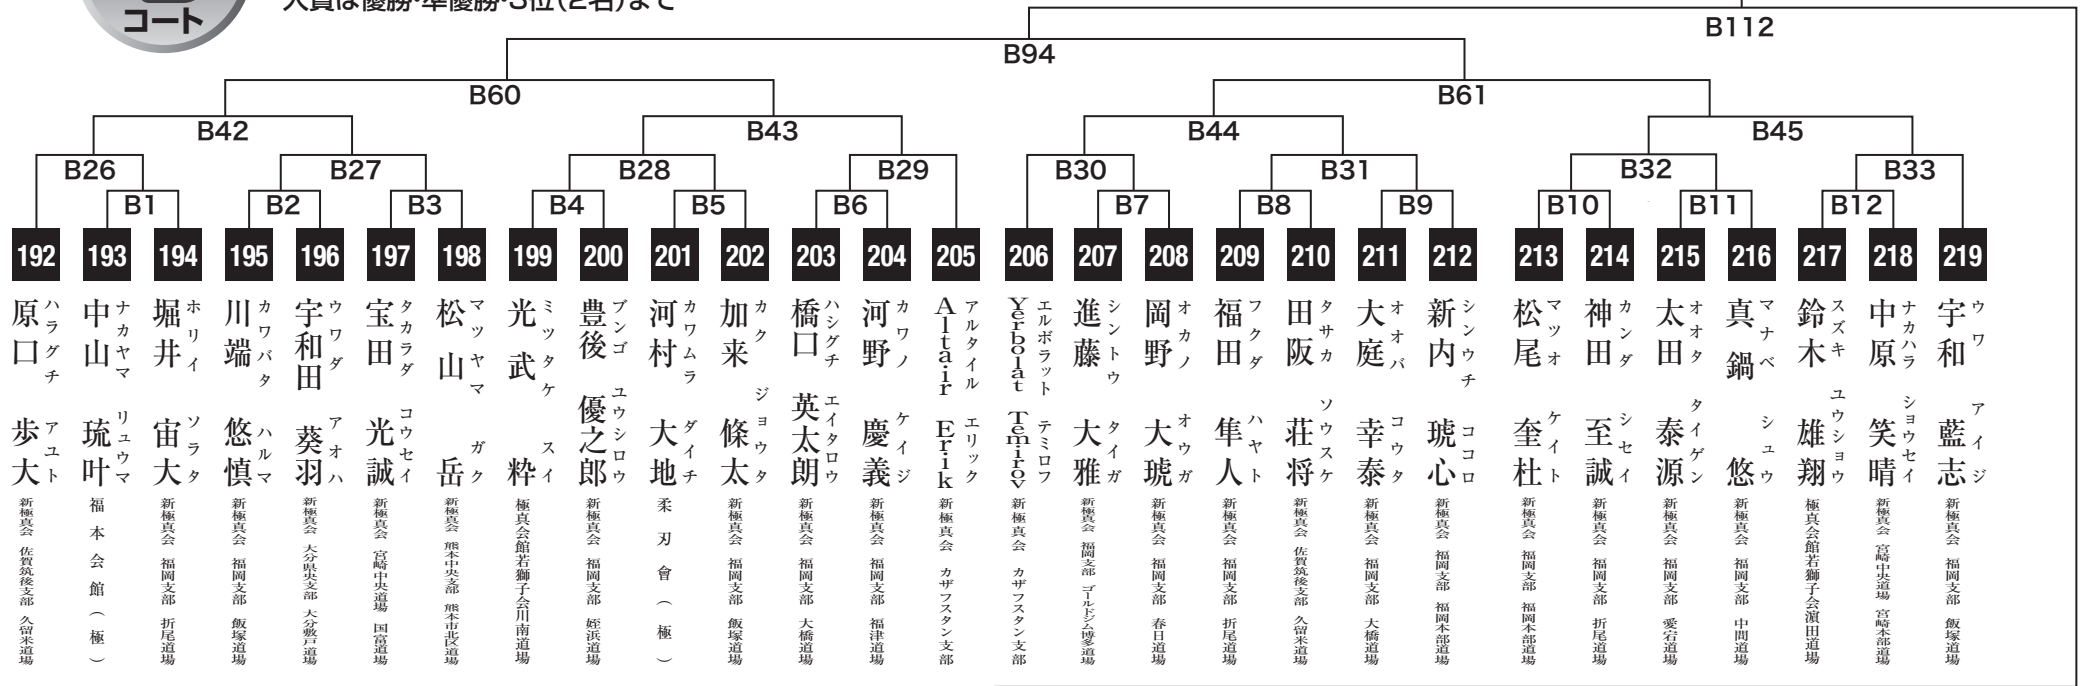 コート
入賞は優勝・準優勝・3位(2名)まで
B112
B94
B60 B61
B42 B43 B44 B45
B26 B27 B28 B29 B30 B31 B32 B33
B1 B2 B3 B4 B5 B6 B7 B8 B9 B10 B11 B12
192 原口 歩大 ハラグチ アユト 新極真会 佐賀筑後支部 久留米道場
193 中山 琉叶 ナカヤマ リュウマ 福本会館(極)
194 堀井 宙大 ホリイ ソラタ 新極真会 福岡支部 折尾道場
195 川端 悠慎 カワバタ ハルマ 新極真会 福岡支部 飯塚道場
196 宇和田 葵羽 ウワダ アオハ 新極真会 大分県央支部 大分敷戸道場
197 宝田 光誠 タカラダ コウセイ 新極真会 宮崎中央道場 国富道場
198 松山 岳 マツヤマ ガク 新極真会 熊本中央支部 熊本市北区道場
199 光武 粋 ミツタケ スイ 極真会館若獅子会川南道場
200 豊後 優之郎 ブンゴ ユウシロウ 新極真会 福岡支部 姪浜道場
201 河村 大地 カワムラ ダイチ 柔刃會(極)
202 加来 條太 カク ジョウタ 新極真会 福岡支部 飯塚道場
203 橋口 英太朗 ハシグチ エイタロウ 新極真会 福岡支部 大橋道場
204 河野 慶義 カワノ ケイジ 新極真会 福岡支部 福津道場
205 Altair Erik アルタイル エリック 新極真会 カザフスタン支部
206 Yerbolat Temirov エルボラット テミロフ 新極真会 カザフスタン支部
207 進藤 大雅 シントウ タイガ 新極真会 福岡支部 ゴールドジム博多道場
208 岡野 大琥 オカノ オウガ 新極真会 福岡支部 春日道場
209 福田 隼人 フクダ ハヤト 新極真会 福岡支部 折尾道場
210 田阪 荘将 タサカ ソウスケ 新極真会 佐賀筑後支部 久留米道場
211 大庭 幸泰 オオバ コウタ 新極真会 福岡支部 大橋道場
212 新内 琥心 シンウチ ココロ 新極真会 福岡支部 福岡本部道場
213 松尾 奎杜 マツオ ケイト 新極真会 福岡支部 福岡本部道場
214 神田 至誠 カンダ シセイ 新極真会 福岡支部 折尾道場
215 太田 泰源 オオタ タイゲン 新極真会 福岡支部 愛宕道場
216 真鍋 悠 マナベ シュウ 新極真会 福岡支部 中間道場
217 鈴木 雄翔 スズキ ユウショウ 極真会館若獅子会濵田道場
218 中原 笑晴 ナカハラ ショウセイ 新極真会 宮崎中央道場 宮崎本部道場
219 宇和 藍志 ウワ アイジ 新極真会 福岡支部 飯塚道場